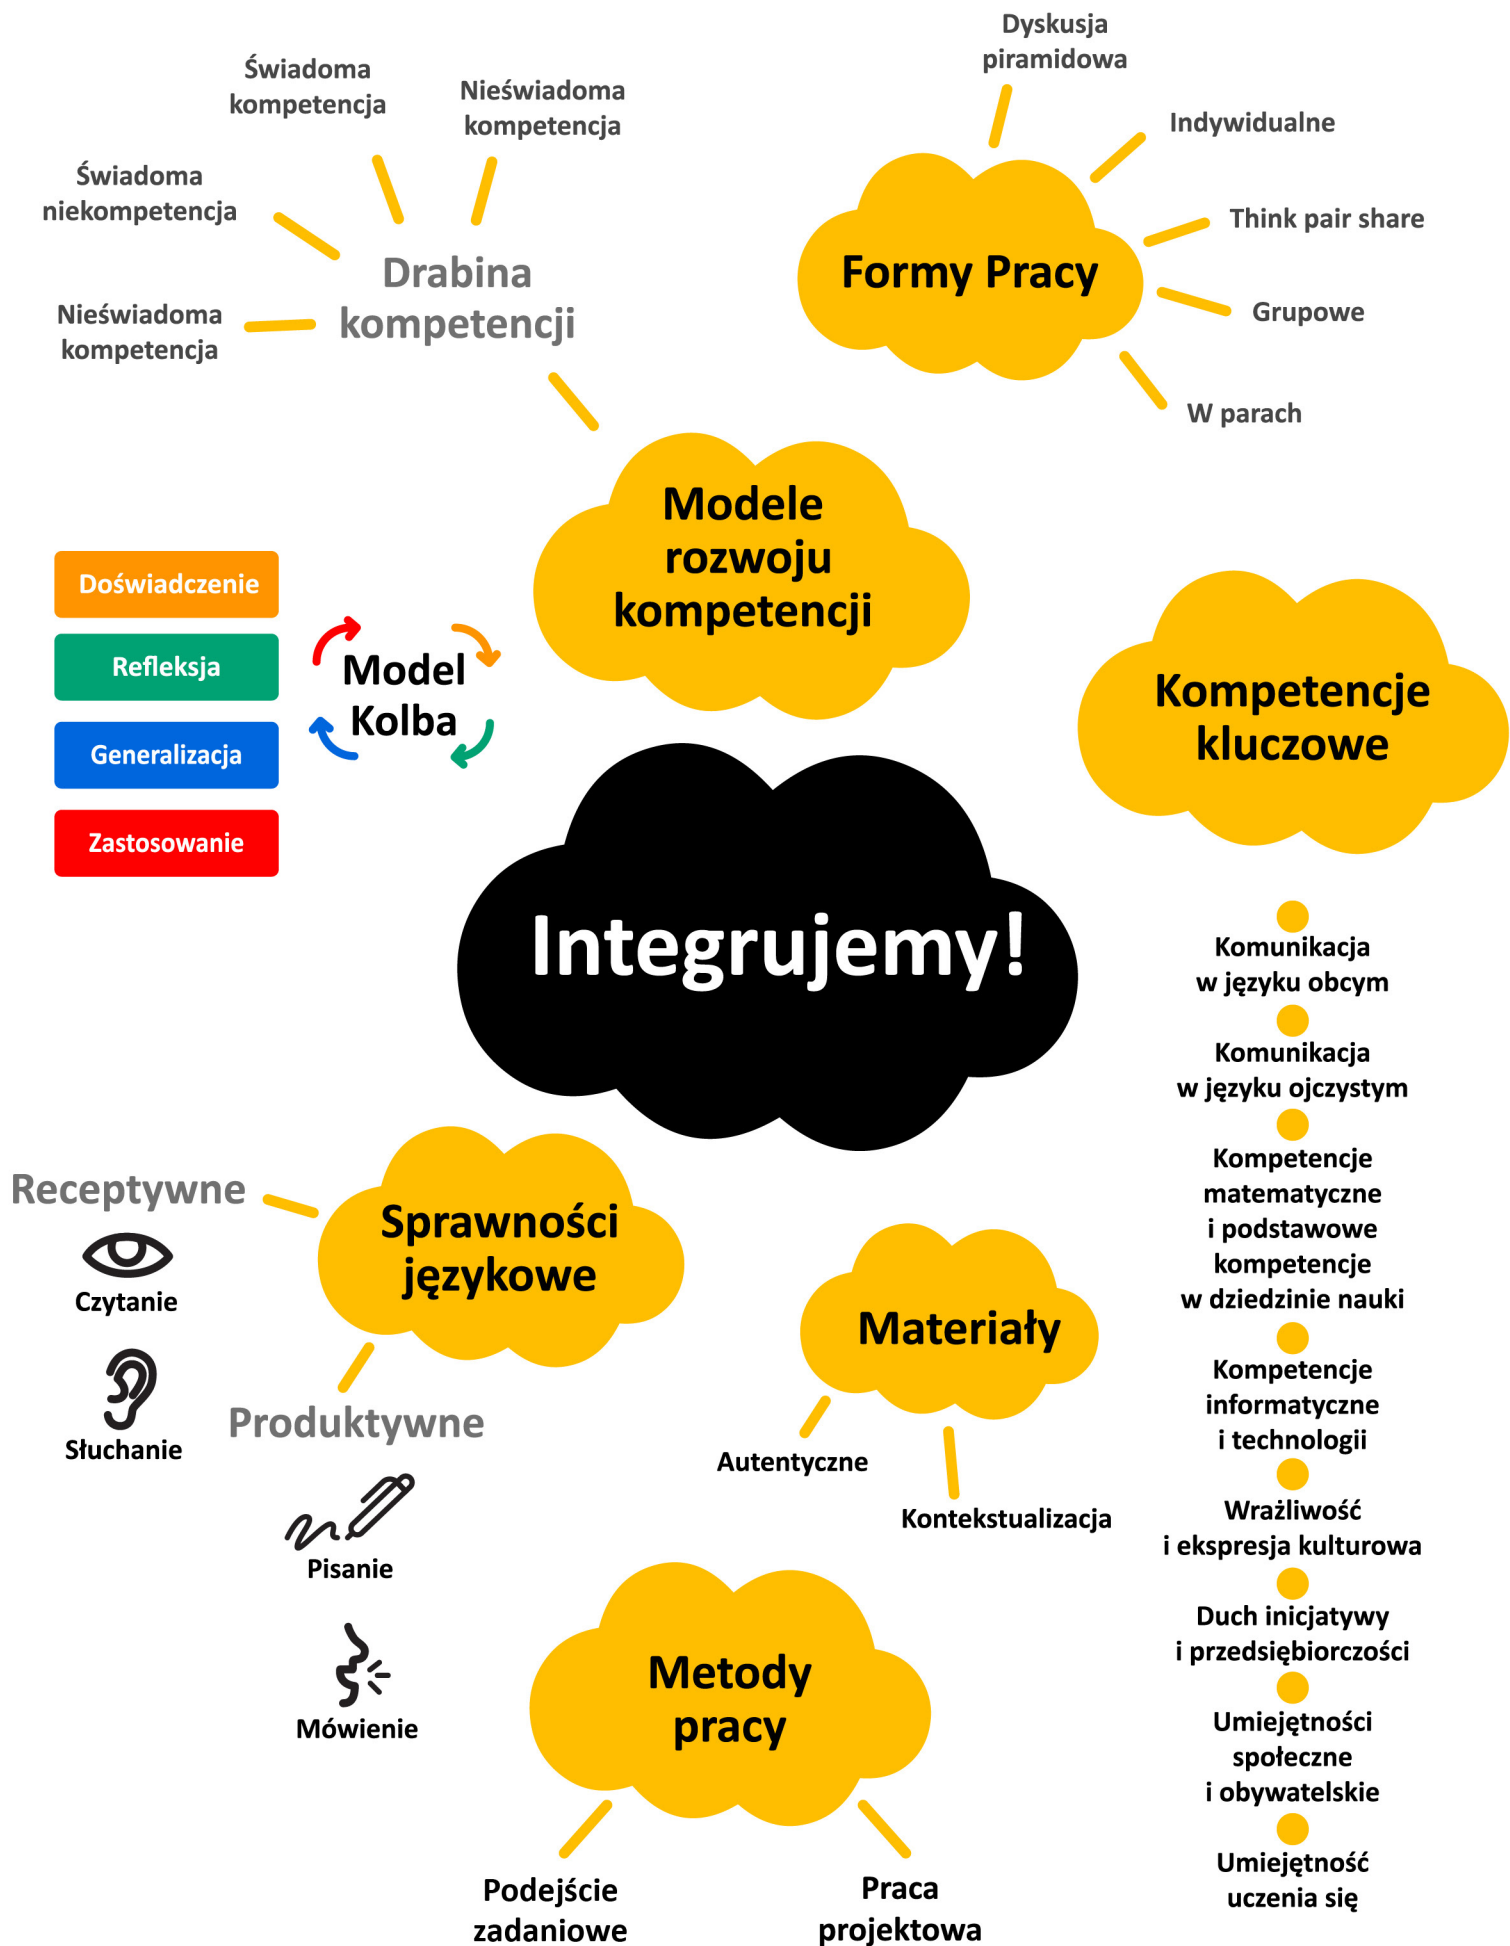 Świadoma
kompetencja
Nieświadoma
kompetencja
Świadoma
niekompetencja
Nieświadoma
kompetencja
Drabina
kompetencji
Dyskusja
piramidowa
Indywidualne
Think pair share
Grupowe
W parach
Formy Pracy
Modele
rozwoju
kompetencji
Doświadczenie
Refleksja
Generalizacja
Zastosowanie
Model
Kolba
Kompetencje
kluczowe
Integrujemy!
Komunikacja
w języku obcym
Komunikacja
w języku ojczystym
Kompetencje
matematyczne
i podstawowe
kompetencje
w dziedzinie nauki
Kompetencje
informatyczne
i technologii
Wrażliwość
i ekspresja kulturowa
Duch inicjatywy
i przedsiębiorczości
Umiejętności
społeczne
i obywatelskie
Umiejętność
uczenia się
Sprawności
językowe
Receptywne
Czytanie
Słuchanie
Produktywne
Pisanie
Mówienie
Materiały
Autentyczne
Kontekstualizacja
Metody
pracy
Podejście
zadaniowe
Praca
projektowa